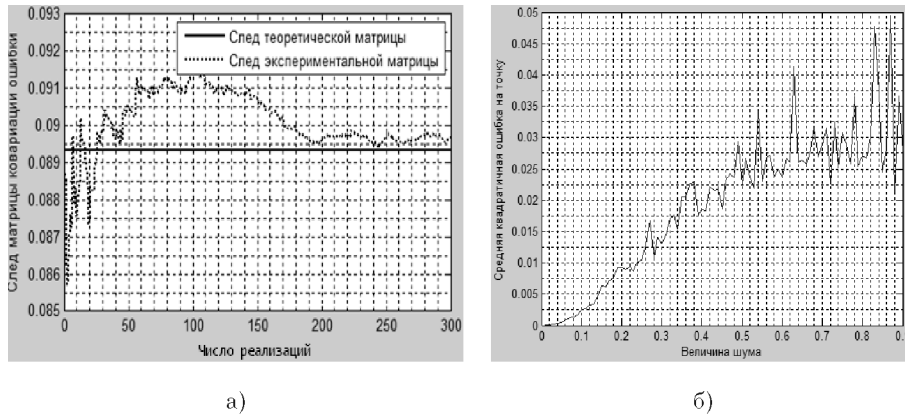 0.093
0.092
0.091
0.09
0.089
0.088
0.087
0.086
0.085
След матрицы ковариации ошибки
След теоретической матрицы
След экспериментальной матрицы
0 50 100 150 200 250 300
Число реализаций
а)
0.05
0.045
0.04
0.035
0.03
0.025
0.02
0.015
0.01
0.005
0
Средняя квадратичная ошибка на точку
0 0.1 0.2 0.3 0.4 0.5 0.6 0.7 0.8 0.9
Величина шума
б)